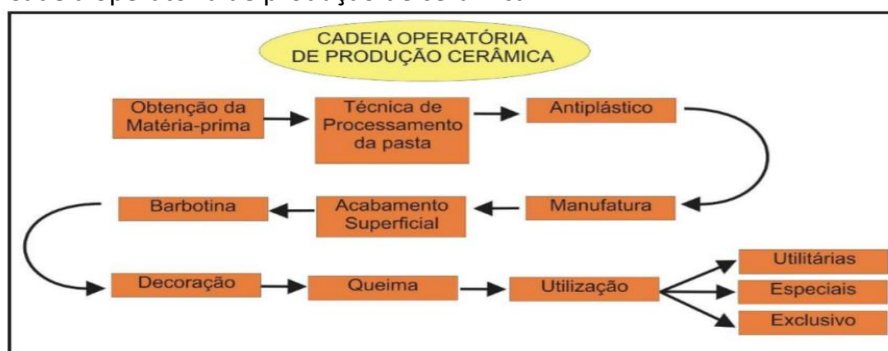 CADEIA OPERATÓRIA
DE PRODUÇÃO CERÂMICA
Obtenção da
Matéria-prima
Técnica de
Processamento
da pasta
Antiplástico
Barbotina
Acabamento
Superficial
Manufatura
Decoração
Queima
Utilização
Utilitárias
Especiais
Exclusivo